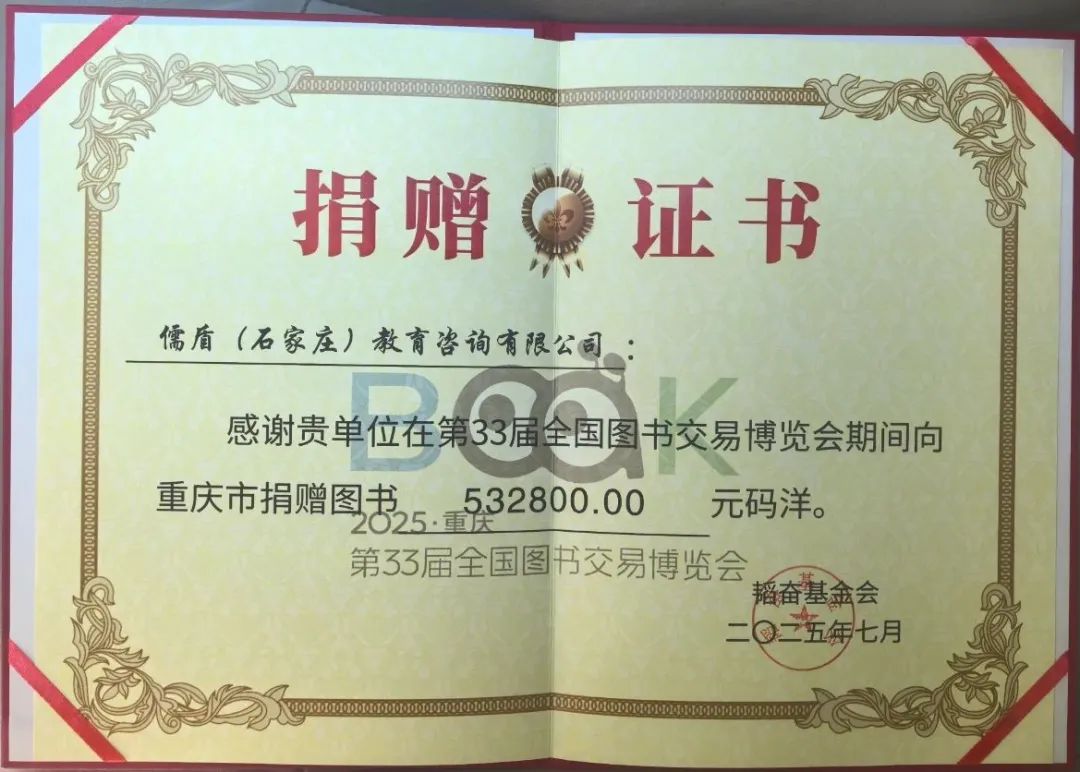 捐赠证书
儒盾（石家庄）教育咨询有限公司：
BOOK
感谢贵单位在第33届全国图书交易博览会期间向
重庆市捐赠图书 532800.00 元码洋。
2025·重庆
第33届全国图书交易博览会
韬奋基金会
二〇二五年七月